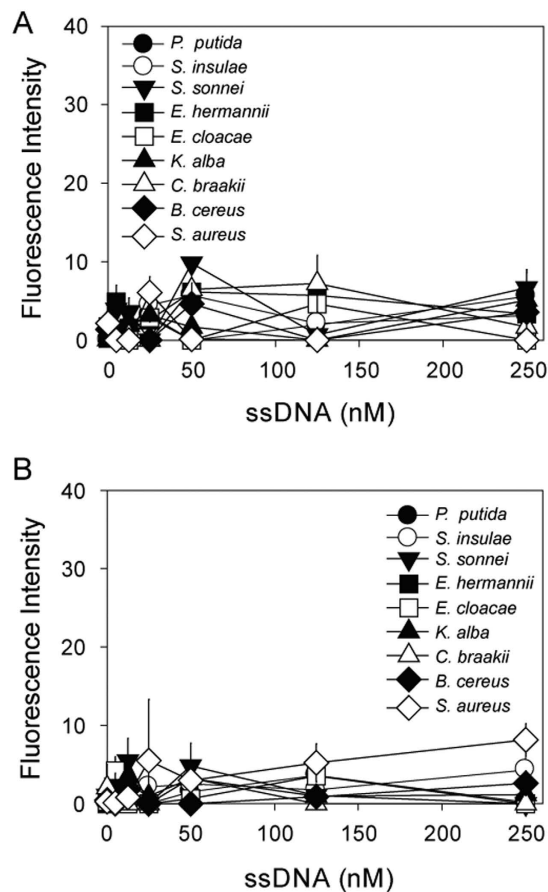 A
40
30
20
10
0
Fluorescence Intensity
P. putida
S. insulae
S. sonnei
E. hermannii
E. cloacae
K. alba
C. braakii
B. cereus
S. aureus
0 50 100 150 200 250
ssDNA (nM)
B
40
30
20
10
0
Fluorescence Intensity
P. putida
S. insulae
S. sonnei
E. hermannii
E. cloacae
K. alba
C. braakii
B. cereus
S. aureus
0 50 100 150 200 250
ssDNA (nM)